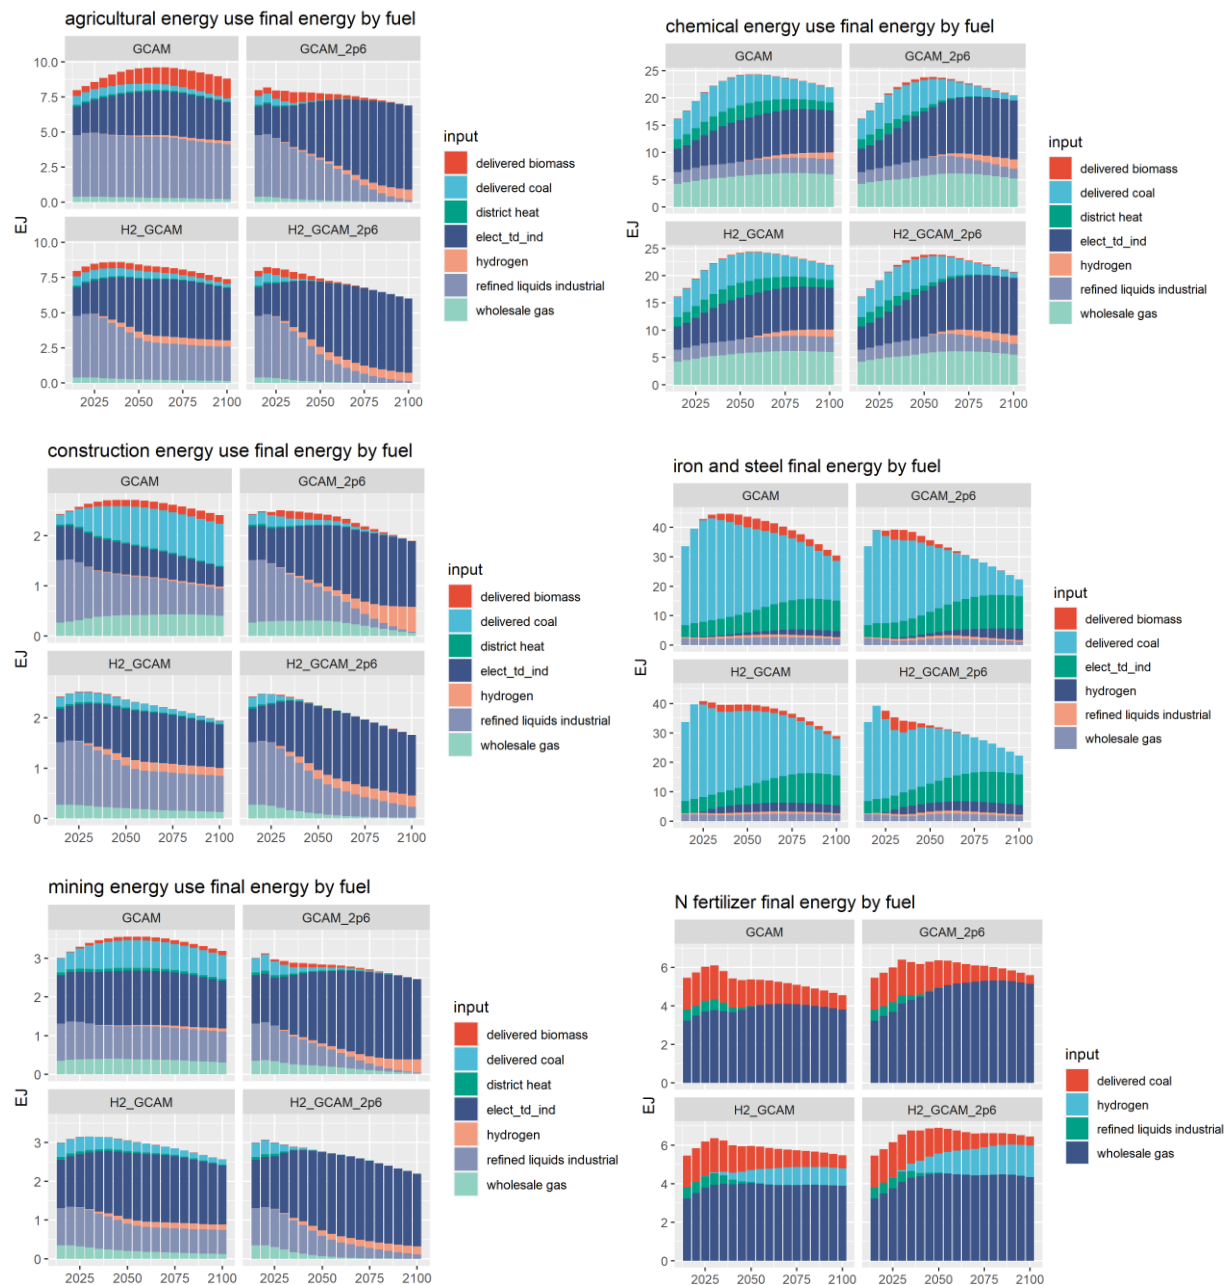 agricultural energy use final energy by fuel
GCAM
GCAM_2p6
10.0
7.5
5.0
2.5
0.0
H2_GCAM
H2_GCAM_2p6
10.0
7.5
5.0
2.5
0.0
2025 2050 2075 2100
2025 2050 2075 2100
EJ
input
delivered biomass
delivered coal
district heat
elect_td_ind
hydrogen
refined liquids industrial
wholesale gas
chemical energy use final energy by fuel
GCAM
GCAM_2p6
25
20
15
10
5
0
H2_GCAM
H2_GCAM_2p6
25
20
15
10
5
0
2025 2050 2075 2100
2025 2050 2075 2100
EJ
input
delivered biomass
delivered coal
district heat
elect_td_ind
hydrogen
refined liquids industrial
wholesale gas
construction energy use final energy by fuel
GCAM
GCAM_2p6
2
1
0
H2_GCAM
H2_GCAM_2p6
2
1
0
2025 2050 2075 2100
2025 2050 2075 2100
EJ
input
delivered biomass
delivered coal
district heat
elect_td_ind
hydrogen
refined liquids industrial
wholesale gas
iron and steel final energy by fuel
GCAM
GCAM_2p6
40
30
20
10
0
H2_GCAM
H2_GCAM_2p6
40
30
20
10
0
2025 2050 2075 2100
2025 2050 2075 2100
EJ
input
delivered biomass
delivered coal
elect_td_ind
hydrogen
refined liquids industrial
wholesale gas
mining energy use final energy by fuel
GCAM
GCAM_2p6
3
2
1
0
H2_GCAM
H2_GCAM_2p6
3
2
1
0
2025 2050 2075 2100
2025 2050 2075 2100
EJ
input
delivered biomass
delivered coal
district heat
elect_td_ind
hydrogen
refined liquids industrial
wholesale gas
N fertilizer final energy by fuel
GCAM
GCAM_2p6
6
4
2
0
H2_GCAM
H2_GCAM_2p6
6
4
2
0
2025 2050 2075 2100
2025 2050 2075 2100
EJ
input
delivered coal
hydrogen
refined liquids industrial
wholesale gas